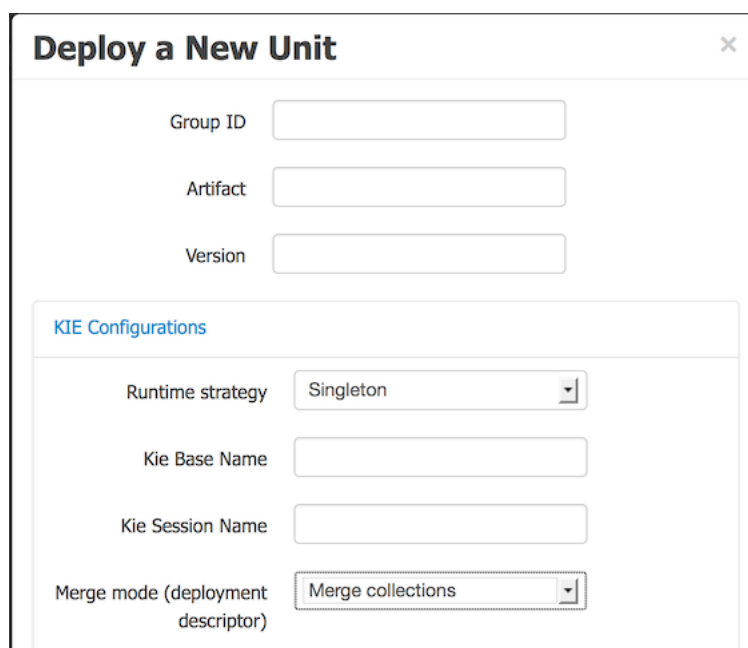 Deploy a New Unit
×
Group ID
Artifact
Version
KIE Configurations
Runtime strategy
Singleton
Kie Base Name
Kie Session Name
Merge mode (deployment
descriptor)
Merge collections